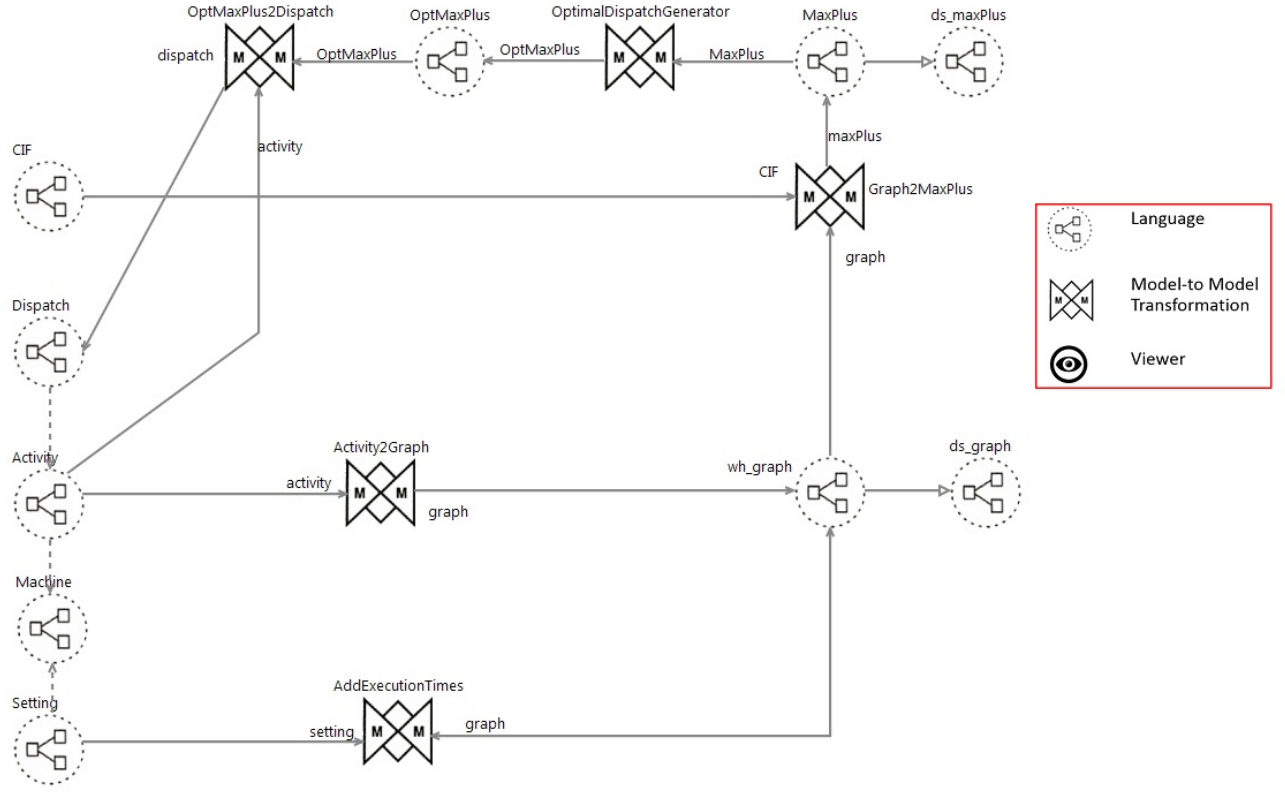 OptMaxPlus2Dispatch
OptMaxPlus
OptimalDispatchGenerator
MaxPlus
ds_maxPlus
dispatch
M M
OptMaxPlus
OptMaxPlus
M M
MaxPlus
activity
maxPlus
CIF
CIF
M M
Graph2MaxPlus
Language
graph
Model-to Model
M M
Transformation
Dispatch
Viewer
Activity2Graph
ds_graph
Activity
wh_graph
activity
M M
graph
Machine
AddExecutionTimes
Setting
setting
M M
graph